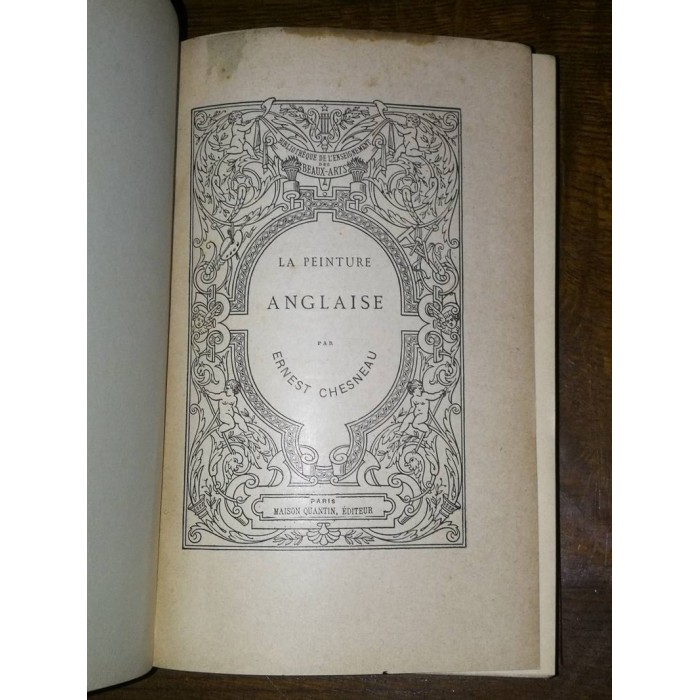 BIBLIOTHÈQUE DE L'ENSEIGNEMENT
DES
BEAUX-ARTS
LA PEINTURE
ANGLAISE
PAR
ERNEST CHESNEAU
PARIS
MAISON QUANTIN, ÉDITEUR